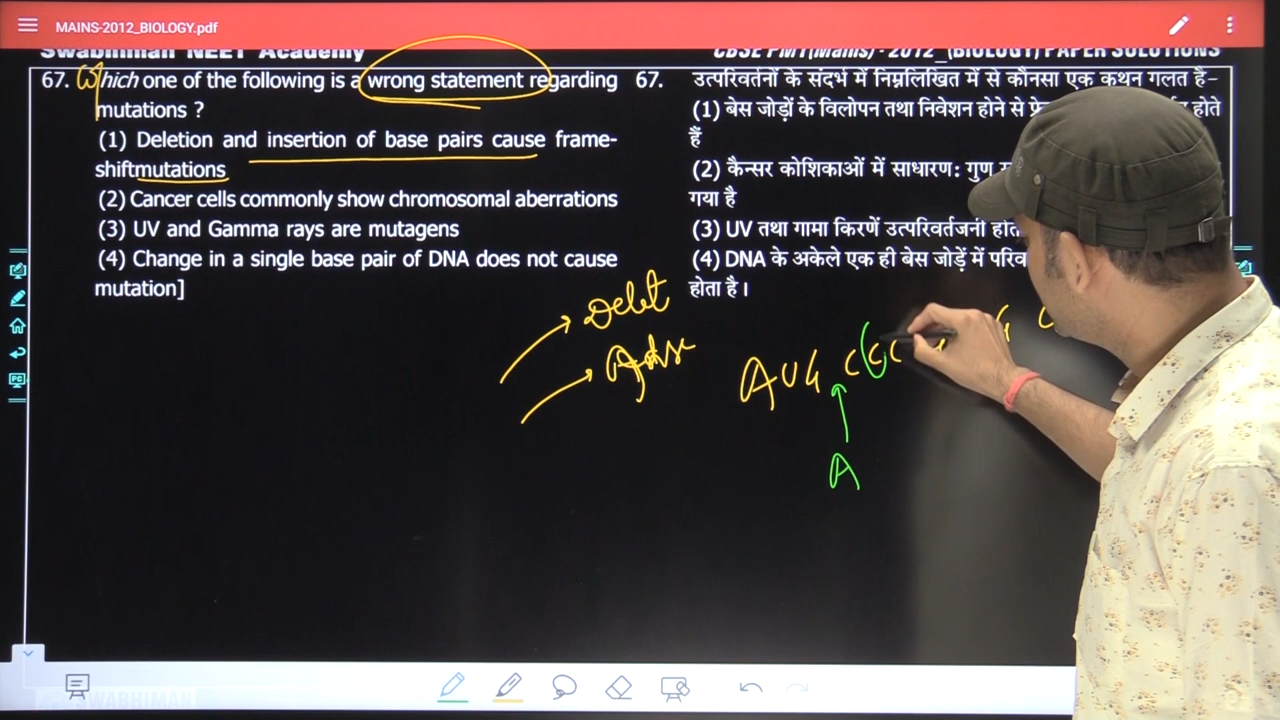 MAINS-2012_BIOLOGY.pdf
Swabhiman NEET Academy
CBSE PMT(Mains) - 2012_(BIOLOGY) PAPER SOLUTIONS
67. Which one of the following is a wrong statement regarding
mutations ?
(1) Deletion and insertion of base pairs cause frame-
shiftmutations
(2) Cancer cells commonly show chromosomal aberrations
(3) UV and Gamma rays are mutagens
(4) Change in a single base pair of DNA does not cause
mutation]
67. उत्परिवर्तनों के संदर्भ में निम्नलिखित में से कौनसा एक कथन गलत है–
(1) बेस जोड़ों के विलोपन तथा निवेशन होने से होते
हैं
(2) कैन्सर कोशिकाओं में साधारण: गुण
गया है
(3) UV तथा गामा किरणें उत्परिवर्तजनी
(4) DNA के अकेले एक ही बेस जोड़ें में
होता है।
AUG C C C
A
PC
SWABHIMAN